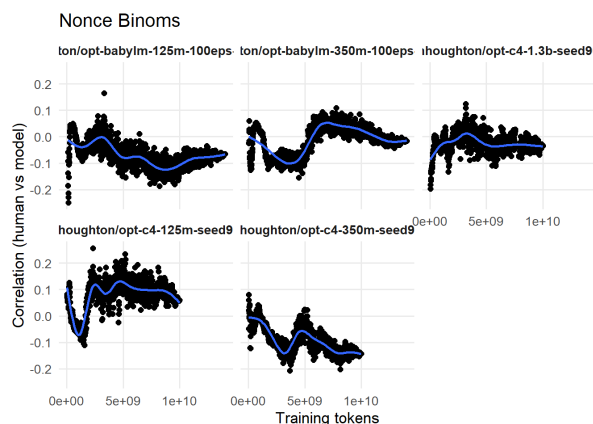 Nonce Binoms
ton/opt-babylm-125m-100eps- ton/opt-babylm-350m-100eps- houghton/opt-c4-1.3b-seed9
0.2
0.1
0.0
-0.1
-0.2
0e+00 5e+09 1e+10
houghton/opt-c4-125m-seed9 houghton/opt-c4-350m-seed9
0.2
0.1
0.0
-0.1
-0.2
0e+00 5e+09 1e+10 0e+00 5e+09 1e+10
Correlation (human vs model)
Training tokens